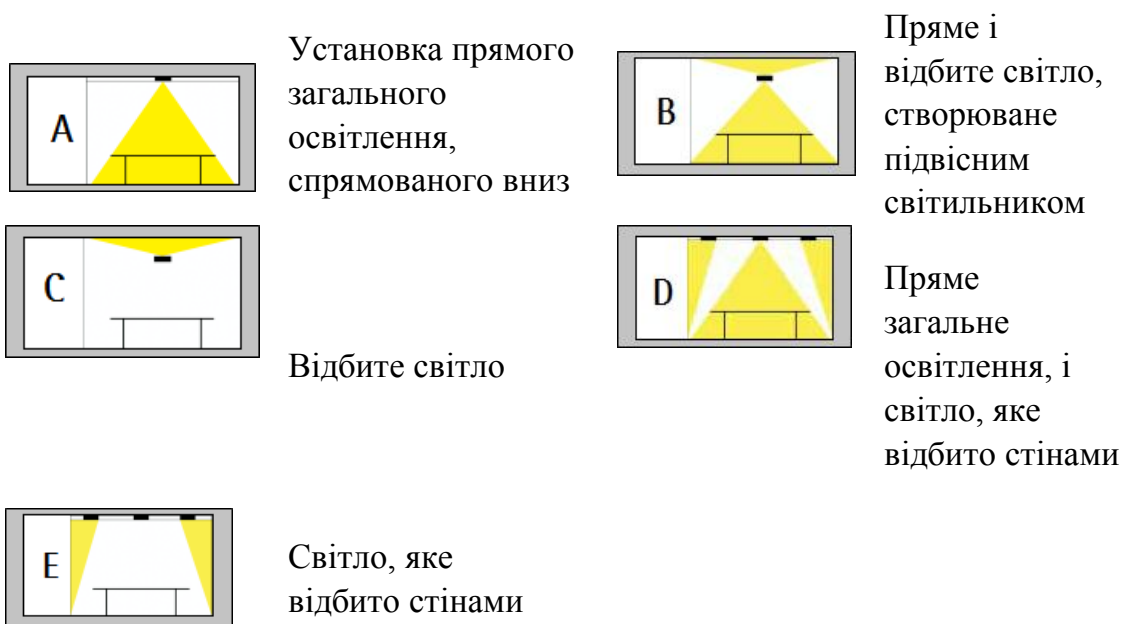 A
Установка прямого
загального
освітлення,
спрямованого вниз
B
Пряме і
відбите світло,
створюване
підвісним
світильником
C
Відбите світло
D
Пряме
загальне
освітлення, і
світло, яке
відбито стінами
E
Світло, яке
відбито стінами